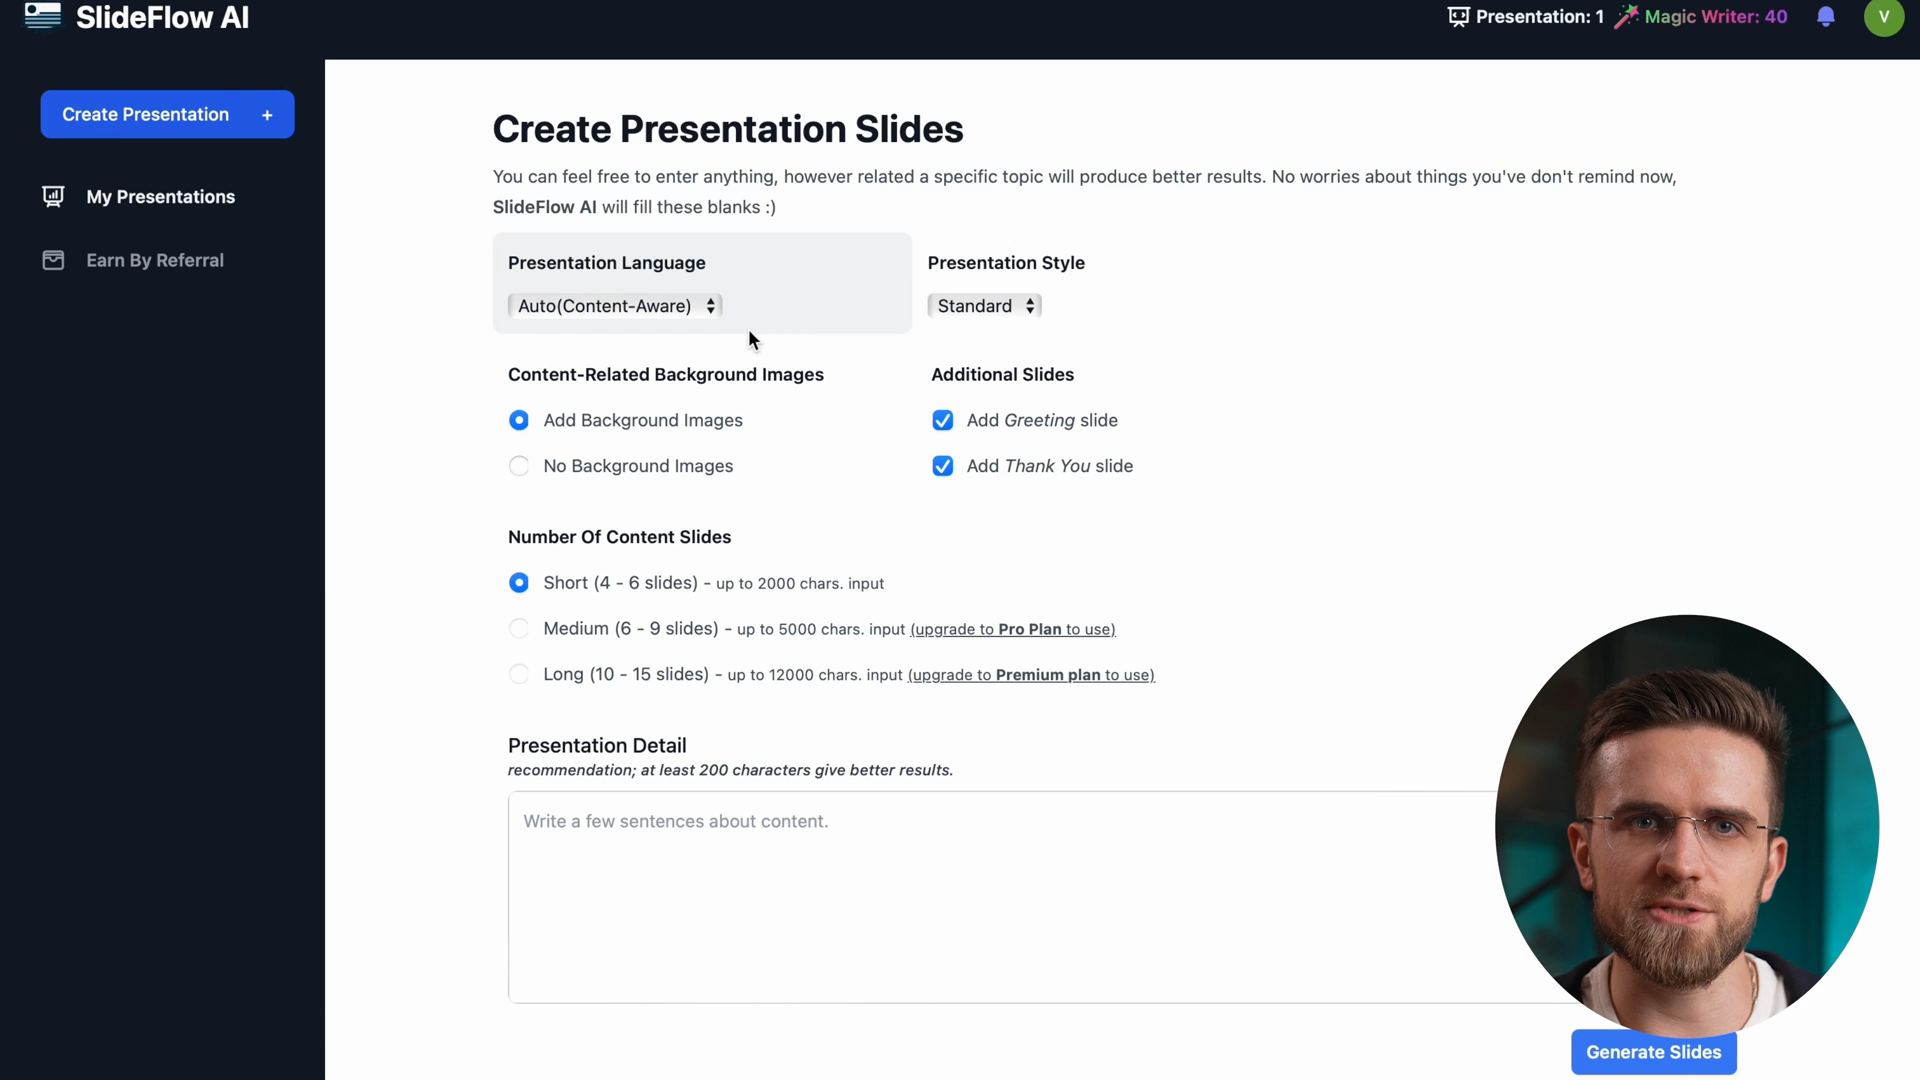 SlideFlow AI
Presentation: 1 Magic Writer: 40
V
Create Presentation +
My Presentations
Earn By Referral
Create Presentation Slides
You can feel free to enter anything, however related a specific topic will produce better results. No worries about things you've don't remind now,
SlideFlow AI will fill these blanks :)
Presentation Language
Auto(Content-Aware)
Presentation Style
Standard
Content-Related Background Images
Add Background Images
No Background Images
Additional Slides
Add Greeting slide
Add Thank You slide
Number Of Content Slides
Short (4 - 6 slides) - up to 2000 chars. input
Medium (6 - 9 slides) - up to 5000 chars. input (upgrade to Pro Plan to use)
Long (10 - 15 slides) - up to 12000 chars. input (upgrade to Premium plan to use)
Presentation Detail
recommendation; at least 200 characters give better results.
Write a few sentences about content.
Generate Slides